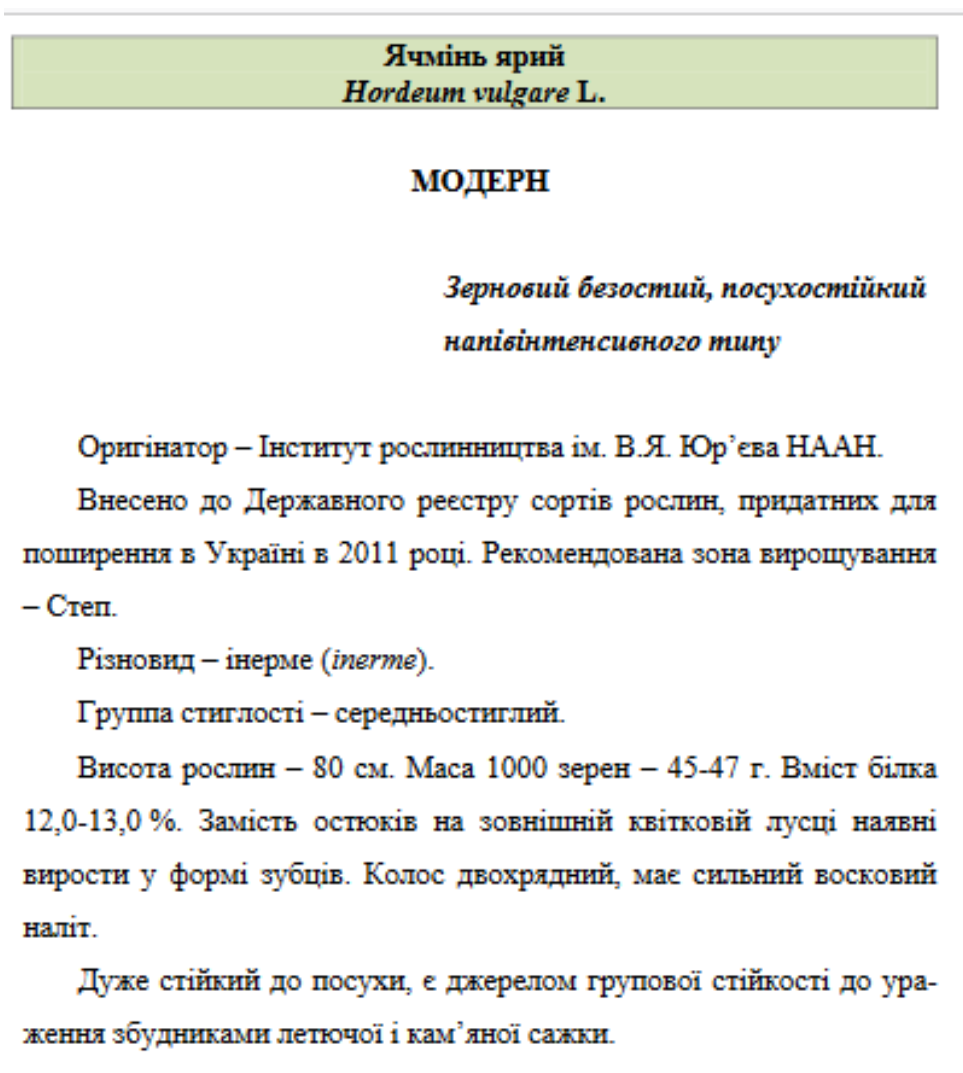 Ячмінь ярий
Hordeum vulgare L.
МОДЕРН
Зерновий безостий, посухостійкий
напівінтенсивного типу
Оригінатор – Інститут рослинництва ім. В.Я. Юр’єва НААН.
Внесено до Державного реєстру сортів рослин, придатних для
поширення в Україні в 2011 році. Рекомендована зона вирощування
– Степ.
Різновид – інерме (inerme).
Группа стиглості – середньостиглий.
Висота рослин – 80 см. Маса 1000 зерен – 45-47 г. Вміст білка
12,0-13,0 %. Замість остюків на зовнішній квітковій лусці наявні
вирости у формі зубців. Колос двохрядний, має сильний восковий
наліт.
Дуже стійкий до посухи, є джерелом групової стійкості до ура-
ження збудниками летючої і кам’яної сажки.